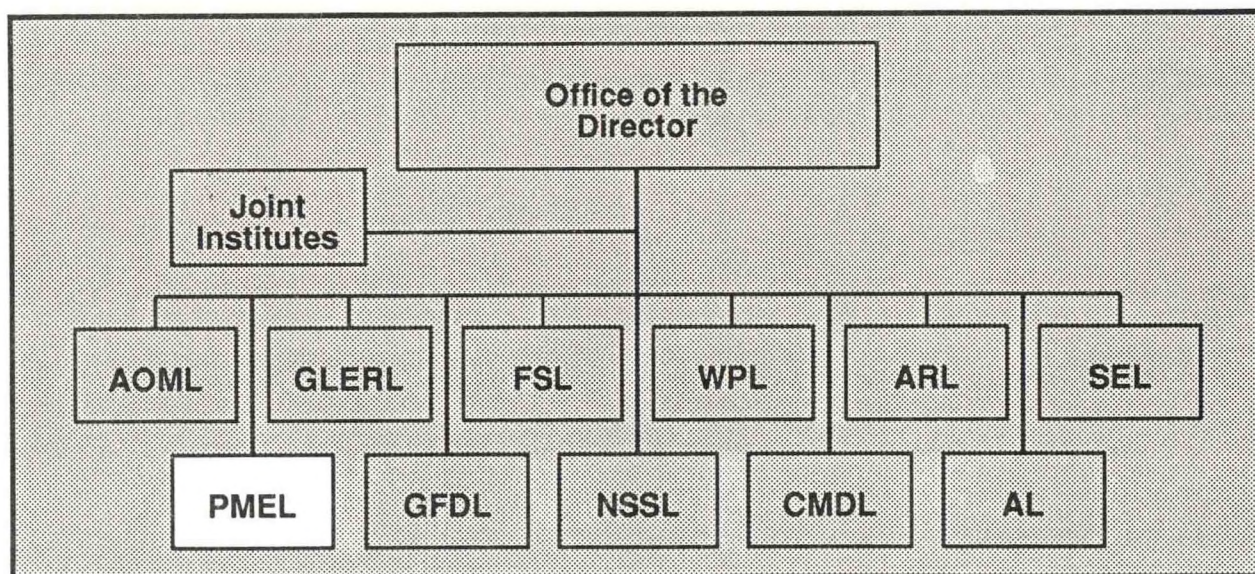 Office of the
Director
Joint
Institutes
AOML
GLERL
FSL
WPL
ARL
SEL
PMEL
GFDL
NSSL
CMDL
AL